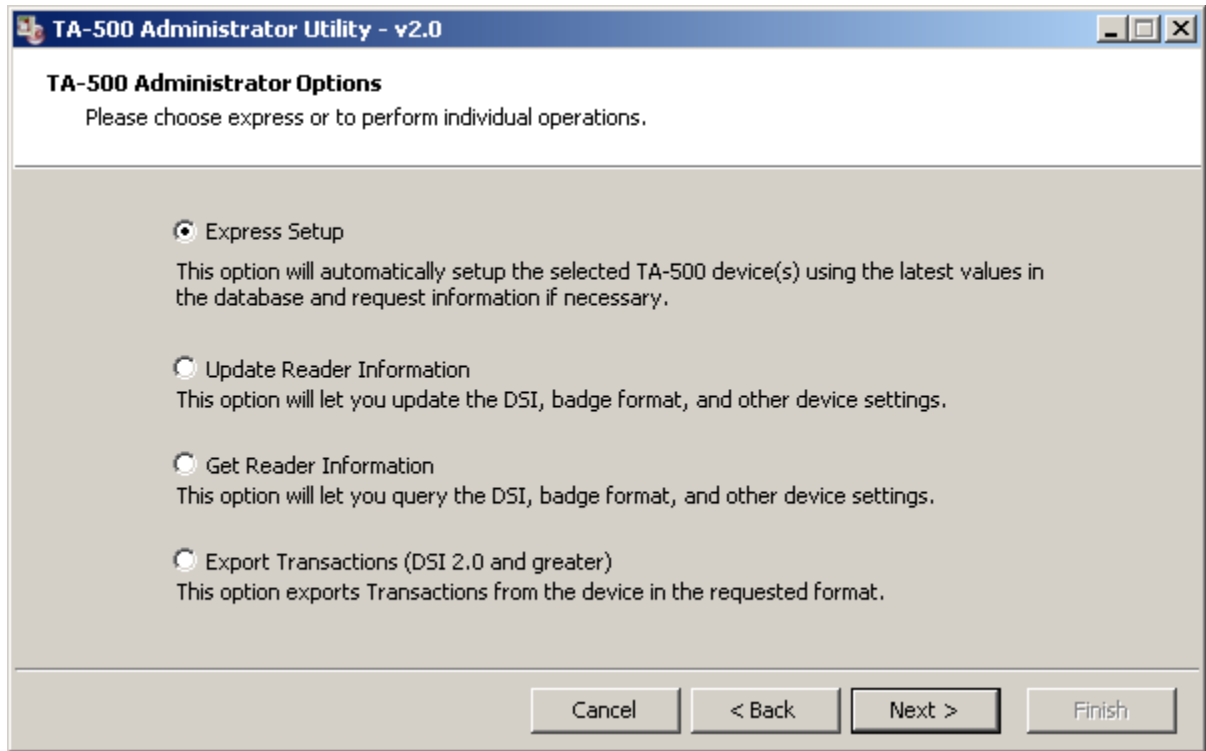 TA-500 Administrator Utility - v2.0
TA-500 Administrator Options
Please choose express or to perform individual operations.
Express Setup
This option will automatically setup the selected TA-500 device(s) using the latest values in
the database and request information if necessary.
Update Reader Information
This option will let you update the DSI, badge format, and other device settings.
Get Reader Information
This option will let you query the DSI, badge format, and other device settings.
Export Transactions (DSI 2.0 and greater)
This option exports Transactions from the device in the requested format.
Cancel
< Back
Next >
Finish